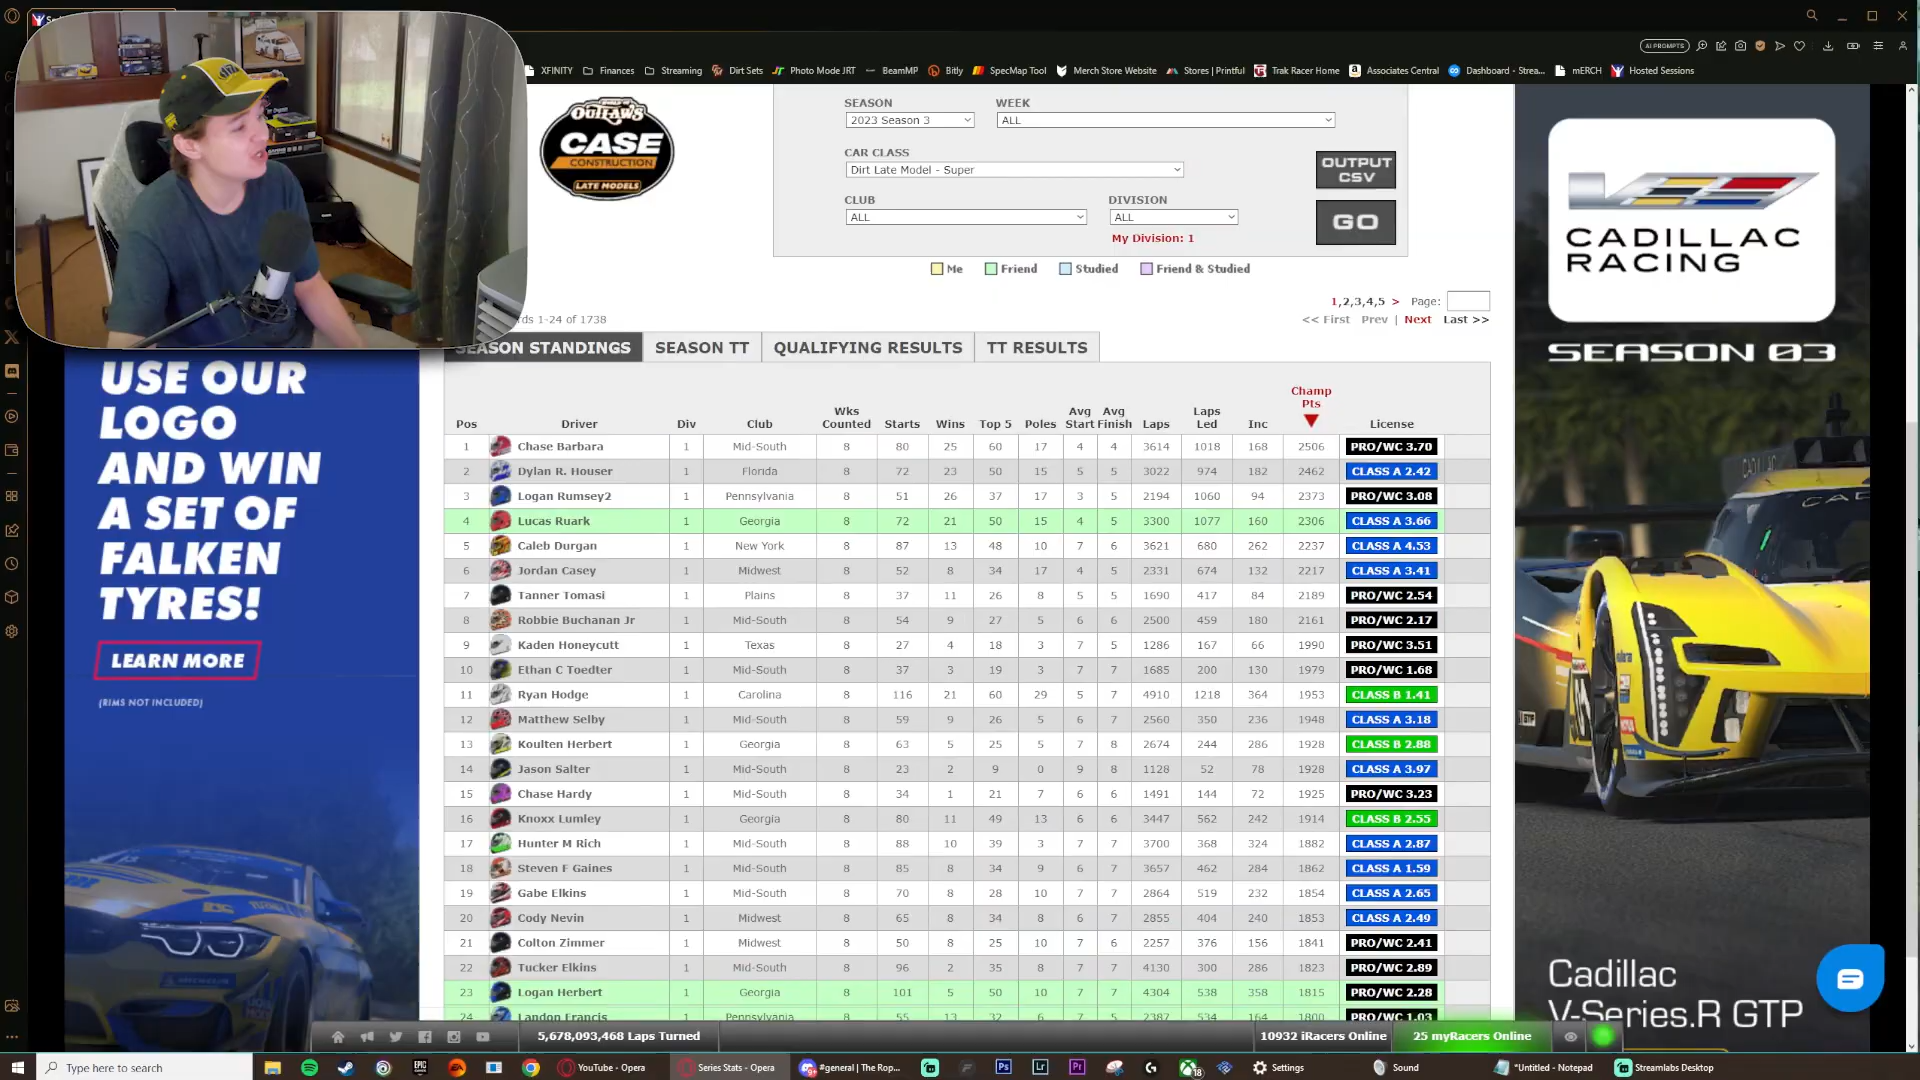 AI PROMPTS
XFINITY Finances Streaming Dirt Sets Photo Mode JRT BeamMP Bitly SpecMap Tool Merch Store Website Stores | Printful Trak Racer Home Associates Central Dashboard - Strea... mERCH Hosted Sessions
OUTLAWS
CASE
CONSTRUCTION
LATE MODELS
SEASON WEEK
2023 Season 3 ALL
CAR CLASS
Dirt Late Model - Super
OUTPUT
CSV
CLUB DIVISION
ALL ALL
GO
My Division: 1
Me Friend Studied Friend & Studied
1,2,3,4,5 > Page:
rds 1-24 of 1738 << First Prev | Next Last >>
SEASON STANDINGS SEASON TT QUALIFYING RESULTS TT RESULTS
Pos Driver Div Club Wks Counted Starts Wins Top 5 Poles Avg Start Avg Finish Laps Laps Led Inc Champ Pts License
1 Chase Barbara 1 Mid-South 8 80 25 60 17 4 4 3614 1018 168 2506 PRO/WC 3.70
2 Dylan R. Houser 1 Florida 8 72 23 50 15 5 5 3022 974 182 2462 CLASS A 2.42
3 Logan Rumsey2 1 Pennsylvania 8 51 26 37 17 3 5 2194 1060 94 2373 PRO/WC 3.08
4 Lucas Ruark 1 Georgia 8 72 21 50 15 4 5 3300 1077 160 2306 CLASS A 3.66
5 Caleb Durgan 1 New York 8 87 13 48 10 7 6 3621 680 262 2237 CLASS A 4.53
6 Jordan Casey 1 Midwest 8 52 8 34 17 4 5 2331 674 132 2217 CLASS A 3.41
7 Tanner Tomasi 1 Plains 8 37 11 26 8 5 5 1690 417 84 2189 PRO/WC 2.54
8 Robbie Buchanan Jr 1 Mid-South 8 54 9 27 5 6 6 2500 459 180 2161 PRO/WC 2.17
9 Kaden Honeycutt 1 Texas 8 27 4 18 3 7 5 1286 167 66 1990 PRO/WC 3.51
10 Ethan C Toedter 1 Mid-South 8 37 3 19 3 7 7 1685 200 130 1979 PRO/WC 1.68
11 Ryan Hodge 1 Carolina 8 116 21 60 29 5 7 4910 1218 364 1953 CLASS B 1.41
12 Matthew Selby 1 Mid-South 8 59 9 26 5 6 7 2560 350 236 1948 CLASS A 3.18
13 Koulten Herbert 1 Georgia 8 63 5 25 5 7 8 2674 244 286 1928 CLASS B 2.88
14 Jason Salter 1 Mid-South 8 23 2 9 0 9 8 1128 52 78 1928 CLASS A 3.97
15 Chase Hardy 1 Mid-South 8 34 1 21 7 6 6 1491 144 72 1925 PRO/WC 3.23
16 Knoxx Lumley 1 Georgia 8 80 11 49 13 6 6 3447 562 242 1914 CLASS B 2.55
17 Hunter M Rich 1 Mid-South 8 88 10 39 3 7 7 3700 368 324 1882 CLASS A 2.87
18 Steven F Gaines 1 Mid-South 8 85 8 34 9 6 7 3657 462 284 1862 CLASS A 1.59
19 Gabe Elkins 1 Mid-South 8 70 8 28 10 7 7 2864 519 232 1854 CLASS A 2.65
20 Cody Nevin 1 Midwest 8 65 8 34 8 6 7 2855 404 240 1853 CLASS A 2.49
21 Colton Zimmer 1 Midwest 8 50 8 25 10 7 6 2257 376 156 1841 PRO/WC 2.41
22 Tucker Elkins 1 Mid-South 8 96 2 35 8 7 7 4130 300 286 1823 PRO/WC 2.89
23 Logan Herbert 1 Georgia 8 101 5 50 10 7 7 4304 538 358 1815 PRO/WC 2.28
24 Landon Francis 1 Pennsylvania 8 55 13 32 6 7 7 2387 534 164 1800 PRO/WC 1.03
USE OUR
LOGO
AND WIN
A SET OF
FALKEN
TYRES!
LEARN MORE
(RIMS NOT INCLUDED)
CADILLAC
RACING
SEASON 03
Cadillac
V-Series.R GTP
5,678,093,468 Laps Turned 10932 iRacers Online 25 myRacers Online
Type here to search YouTube - Opera Series Stats - Opera #general | The Rop... Settings Sound *Untitled - Notepad Streamlabs Desktop